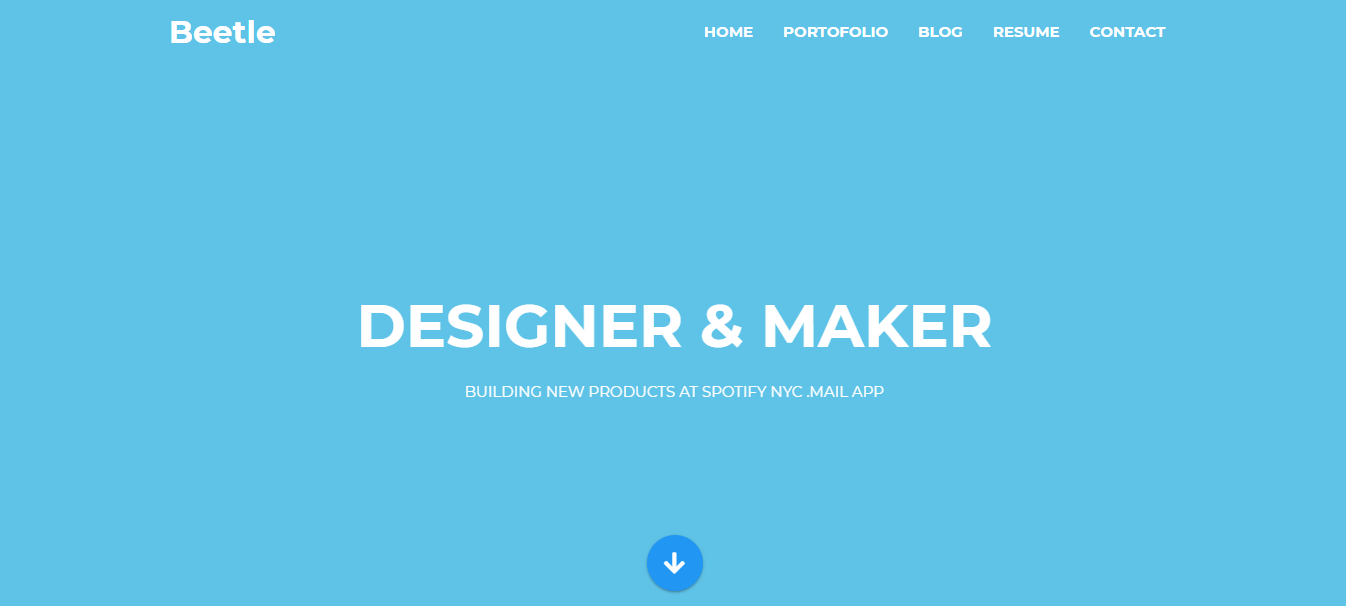 Beetle
HOME PORTOFOLIO BLOG RESUME CONTACT
DESIGNER & MAKER
BUILDING NEW PRODUCTS AT SPOTIFY NYC .MAIL APP